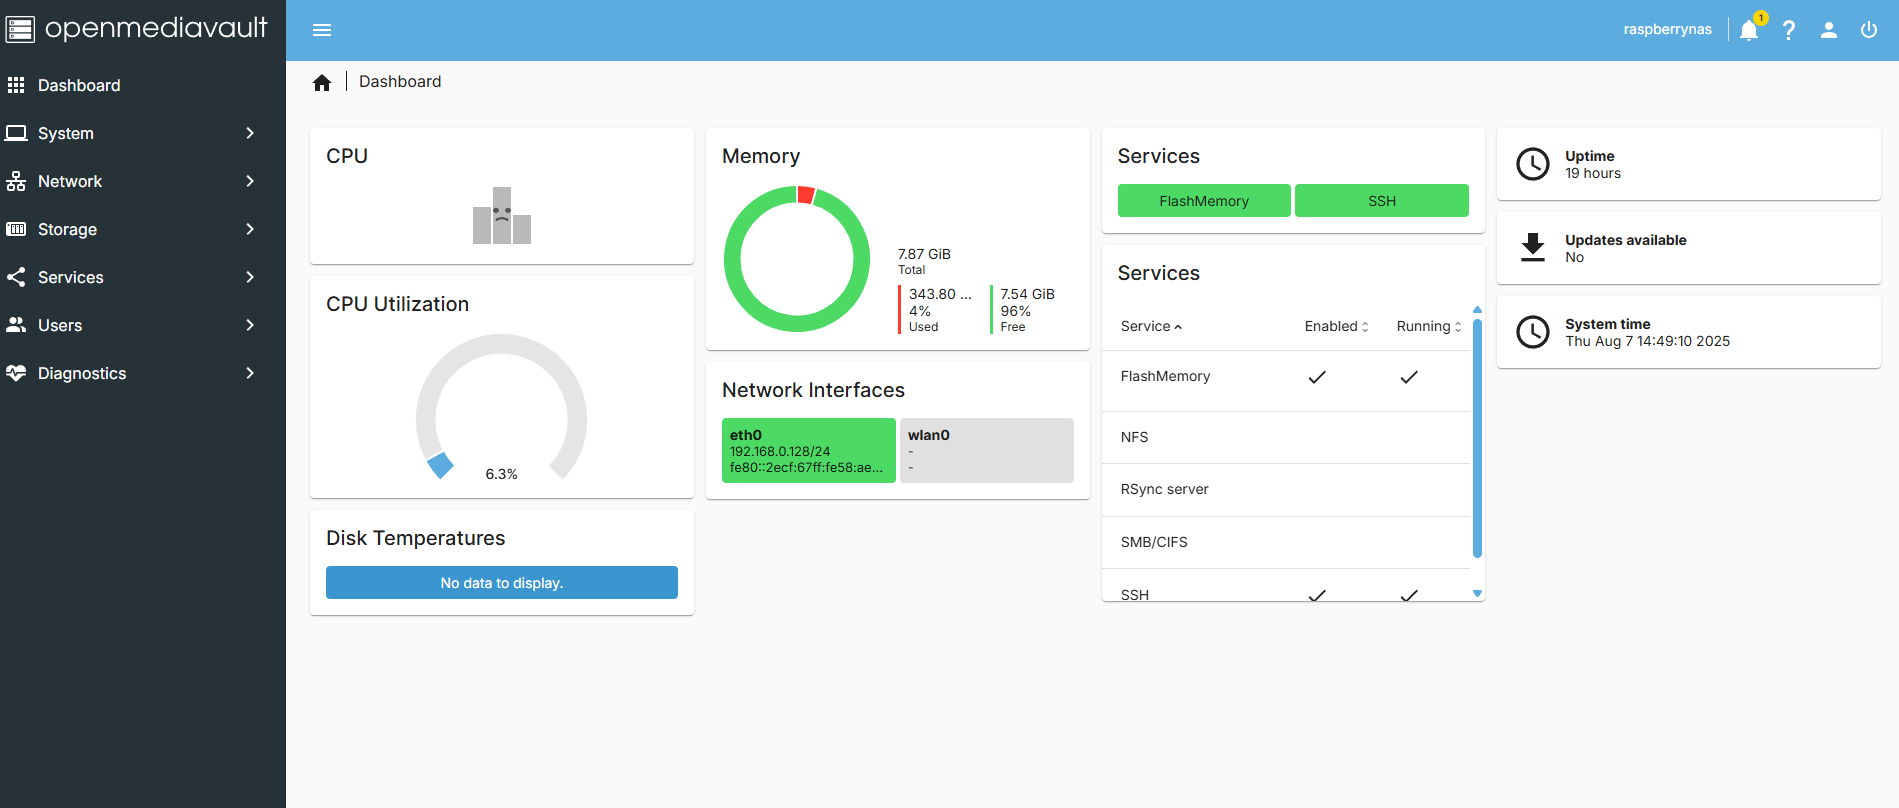 openmediavault
raspberrynas
1
?
Dashboard
System
Network
Storage
Services
Users
Diagnostics
Dashboard
CPU
CPU Utilization
6.3%
Disk Temperatures
No data to display.
Memory
7.87 GiB
Total
343.80 ...
4%
Used
7.54 GiB
96%
Free
Network Interfaces
eth0
192.168.0.128/24
fe80::2ecf:67ff:fe58:ae...
wlan0
-
-
Services
FlashMemory SSH
Services
Service Enabled Running
FlashMemory
NFS
RSync server
SMB/CIFS
SSH
Uptime
19 hours
Updates available
No
System time
Thu Aug 7 14:49:10 2025